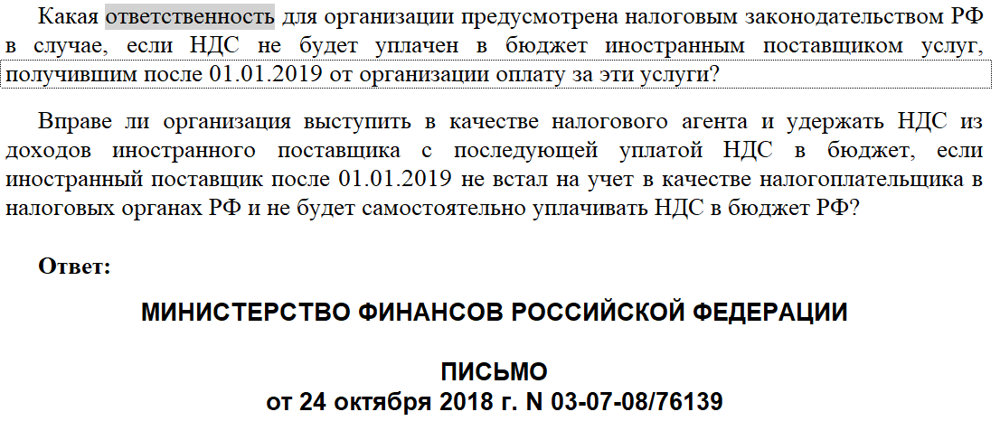 Какая ответственность для организации предусмотрена налоговым законодательством РФ
в случае, если НДС не будет уплачен в бюджет иностранным поставщиком услуг,
получившим после 01.01.2019 от организации оплату за эти услуги?
Вправе ли организация выступить в качестве налогового агента и удержать НДС из
доходов иностранного поставщика с последующей уплатой НДС в бюджет, если
иностранный поставщик после 01.01.2019 не встал на учет в качестве налогоплательщика в
налоговых органах РФ и не будет самостоятельно уплачивать НДС в бюджет РФ?
Ответ:
МИНИСТЕРСТВО ФИНАНСОВ РОССИЙСКОЙ ФЕДЕРАЦИИ
ПИСЬМО
от 24 октября 2018 г. N 03-07-08/76139